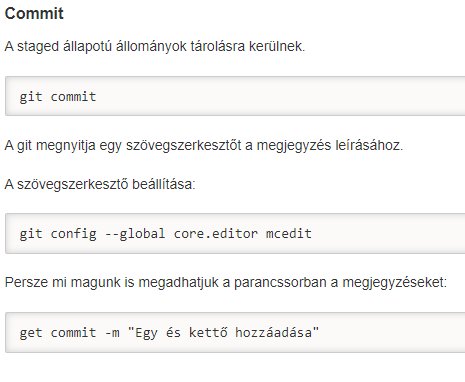 Commit
A staged állapotú állományok tárolásra kerülnek.
git commit
A git megnyitja egy szövegszerkesztőt a megjegyzés leírásához.
A szövegszerkesztő beállítása:
git config --global core.editor mcedit
Persze mi magunk is megadhatjuk a parancssorban a megjegyzéseket:
get commit -m "Egy és kettő hozzáadása"